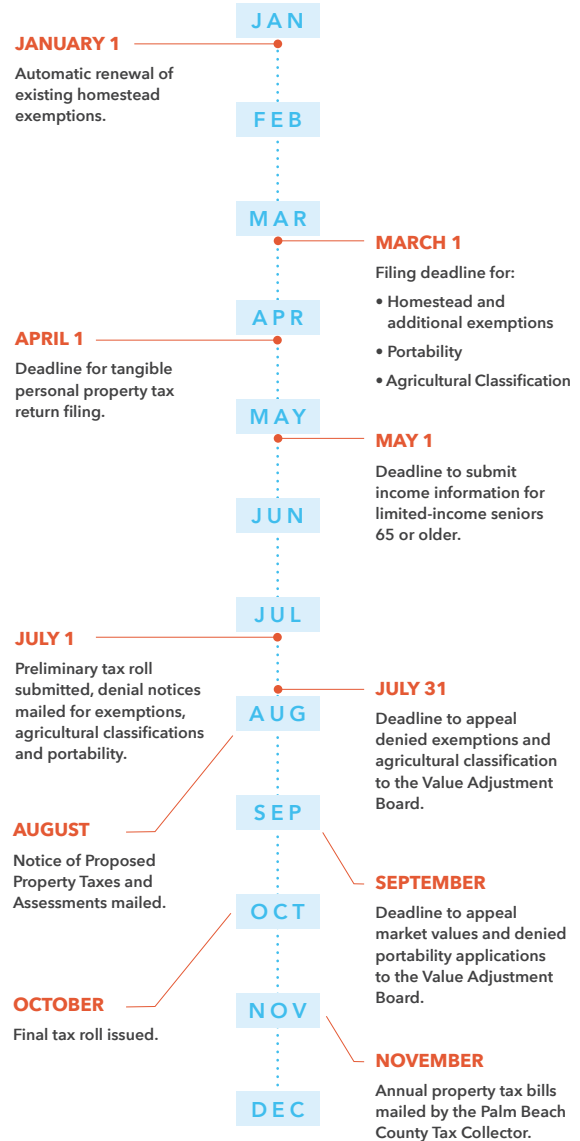 JAN
JANUARY 1
Automatic renewal of
existing homestead
exemptions.
FEB
MAR
MARCH 1
Filing deadline for:
• Homestead and
additional exemptions
• Portability
• Agricultural Classification
APR
APRIL 1
Deadline for tangible
personal property tax
return filing.
MAY
MAY 1
Deadline to submit
income information for
limited-income seniors
65 or older.
JUN
JUL
JULY 1
Preliminary tax roll
submitted, denial notices
mailed for exemptions,
agricultural classifications
and portability.
JULY 31
Deadline to appeal
denied exemptions and
agricultural classification
to the Value Adjustment
Board.
AUG
AUGUST
Notice of Proposed
Property Taxes and
Assessments mailed.
SEP
SEPTEMBER
Deadline to appeal
market values and denied
portability applications
to the Value Adjustment
Board.
OCT
OCTOBER
Final tax roll issued.
NOV
NOVEMBER
Annual property tax bills
mailed by the Palm Beach
County Tax Collector.
DEC